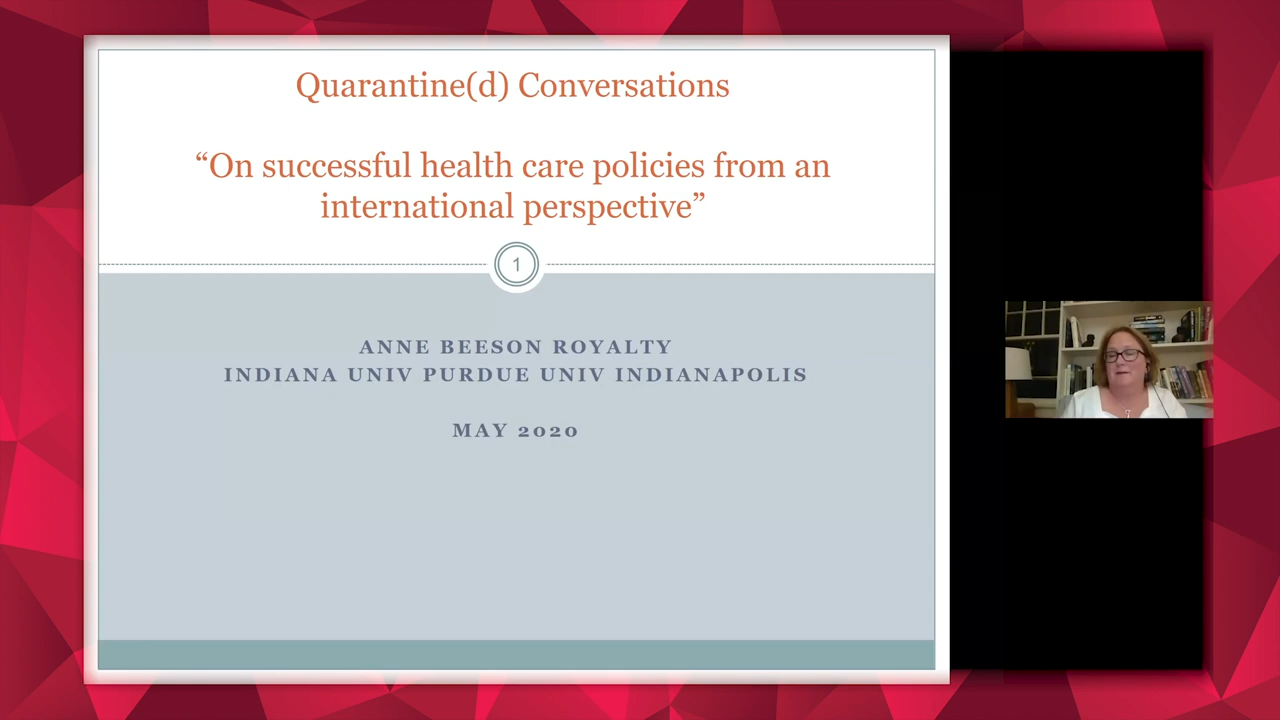 Quarantine(d) Conversations
“On successful health care policies from an
international perspective”
1
ANNE BEESON ROYALTY
INDIANA UNIV PURDUE UNIV INDIANAPOLIS
MAY 2020